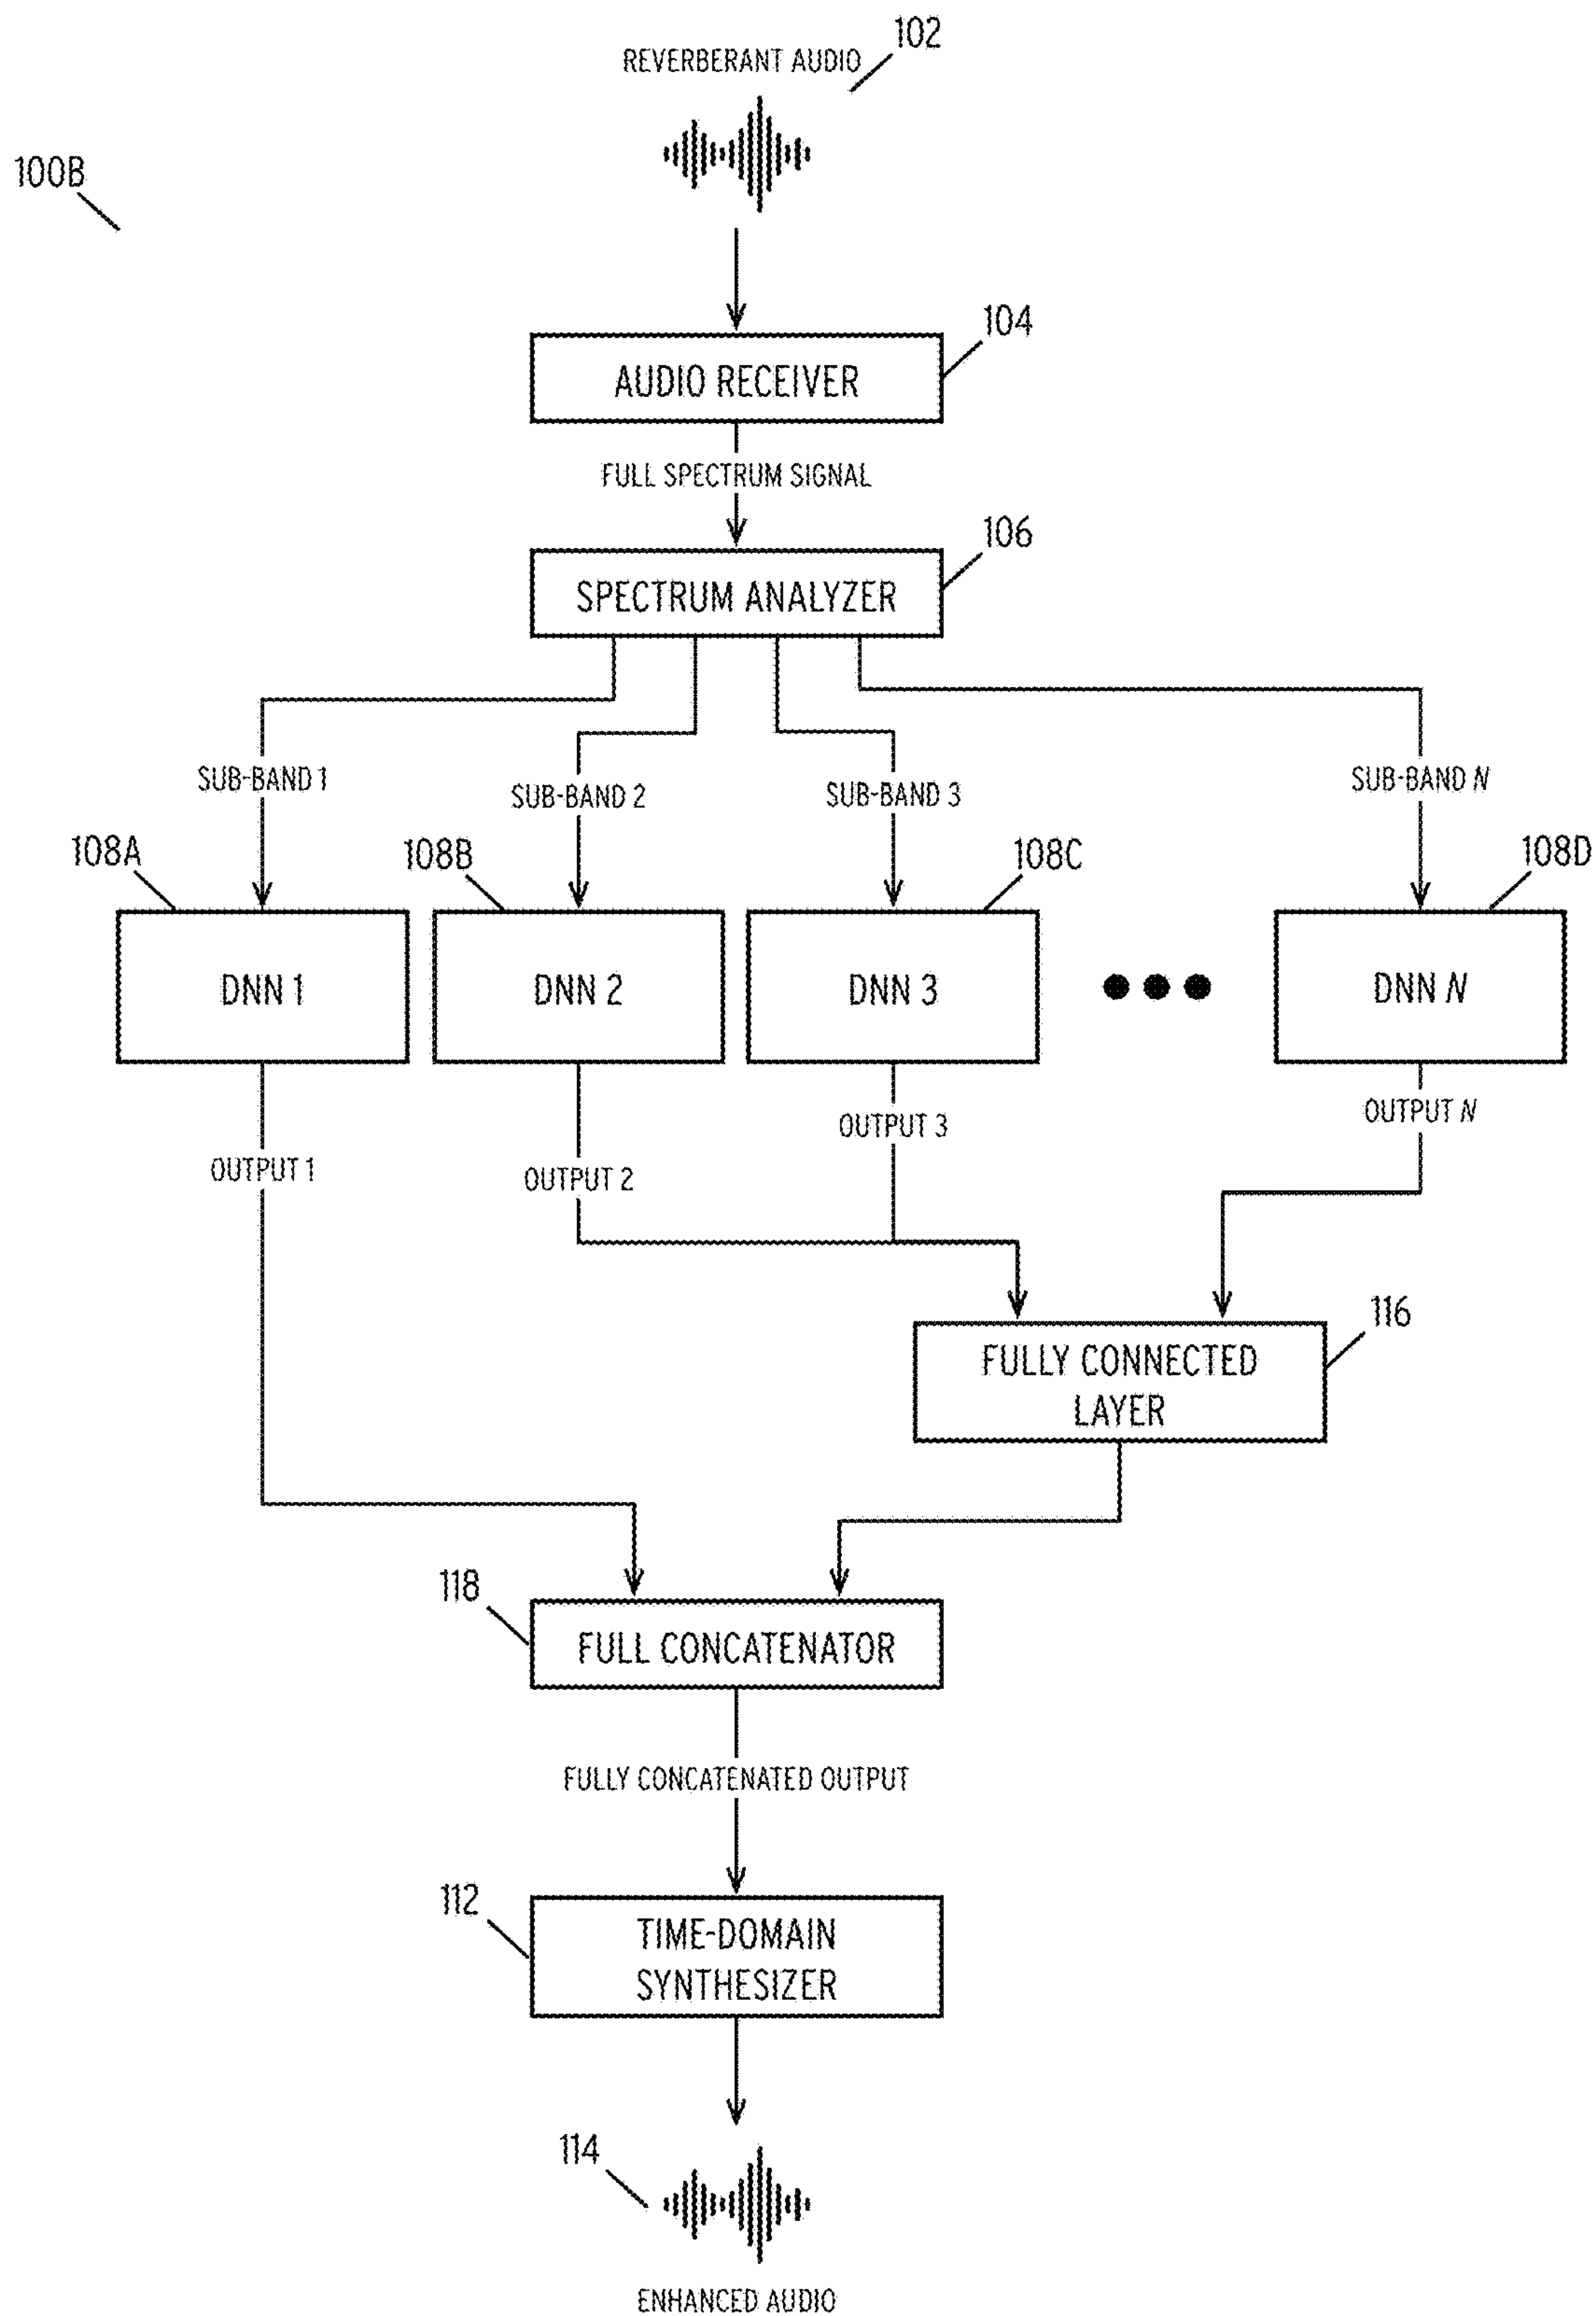 102
REVERBERANT AUDIO
100B
104
AUDIO RECEIVER
FULL SPECTRUM SIGNAL
106
SPECTRUM ANALYZER
SUB-BAND 1
SUB-BAND 2
SUB-BAND 3
SUB-BAND N
108A
108B
108C
108D
DNN 1
DNN 2
DNN 3
DNN N
OUTPUT 1
OUTPUT 2
OUTPUT 3
OUTPUT N
116
FULLY CONNECTED
LAYER
118
FULL CONCATENATOR
FULLY CONCATENATED OUTPUT
112
TIME-DOMAIN
SYNTHESIZER
114
ENHANCED AUDIO